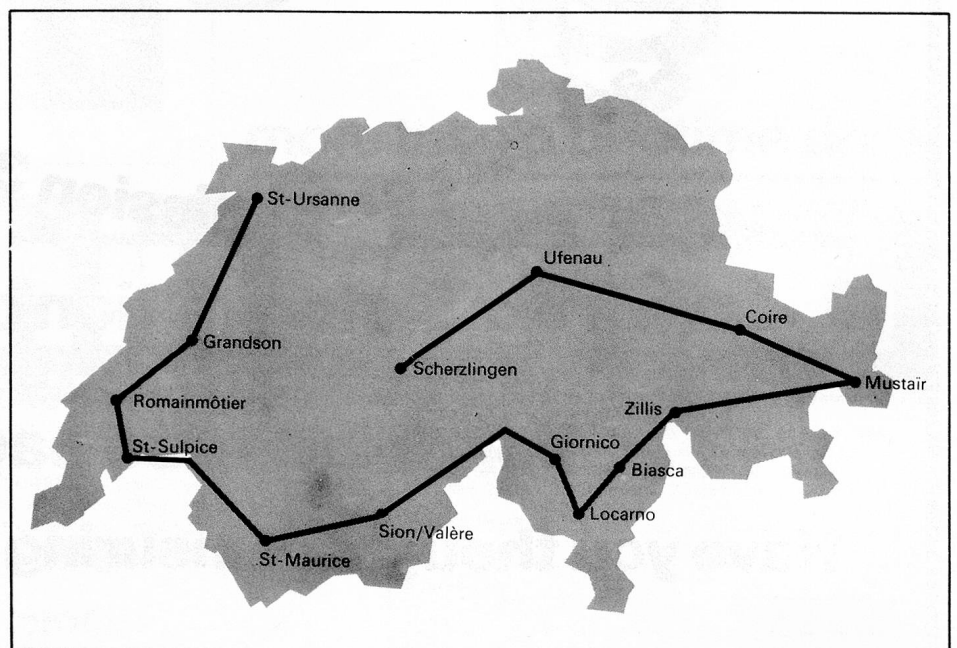 St-Ursanne
Ufenau
Coire
Grandson
Scherzlingen
Mustaïr
Romainmôtier
Zillis
St-Sulpice
Giornico
Biasca
Locarno
Sion/Valère
St-Maurice